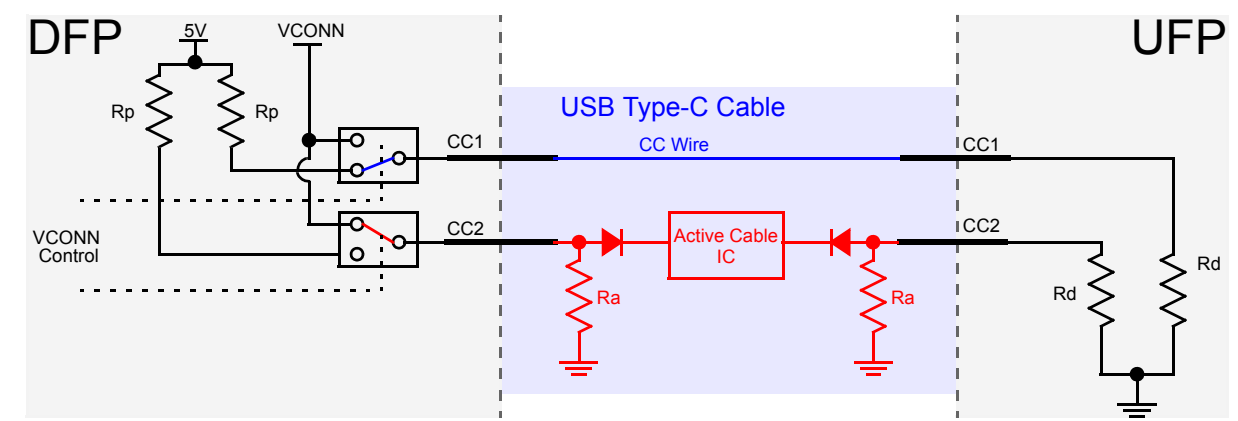 DFP
5V
VCONN
UFP
Rp
Rp
USB Type-C Cable
CC1
CC Wire
CC1
VCONN
Control
CC2
Active Cable
IC
CC2
Ra
Ra
Rd
Rd